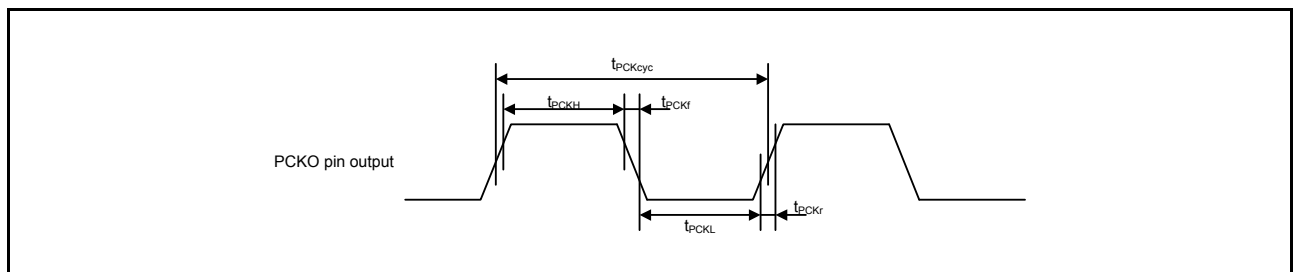 tPCKcyc
tPCKH
tPCKf
PCKO pin output
tPCKr
tPCKL